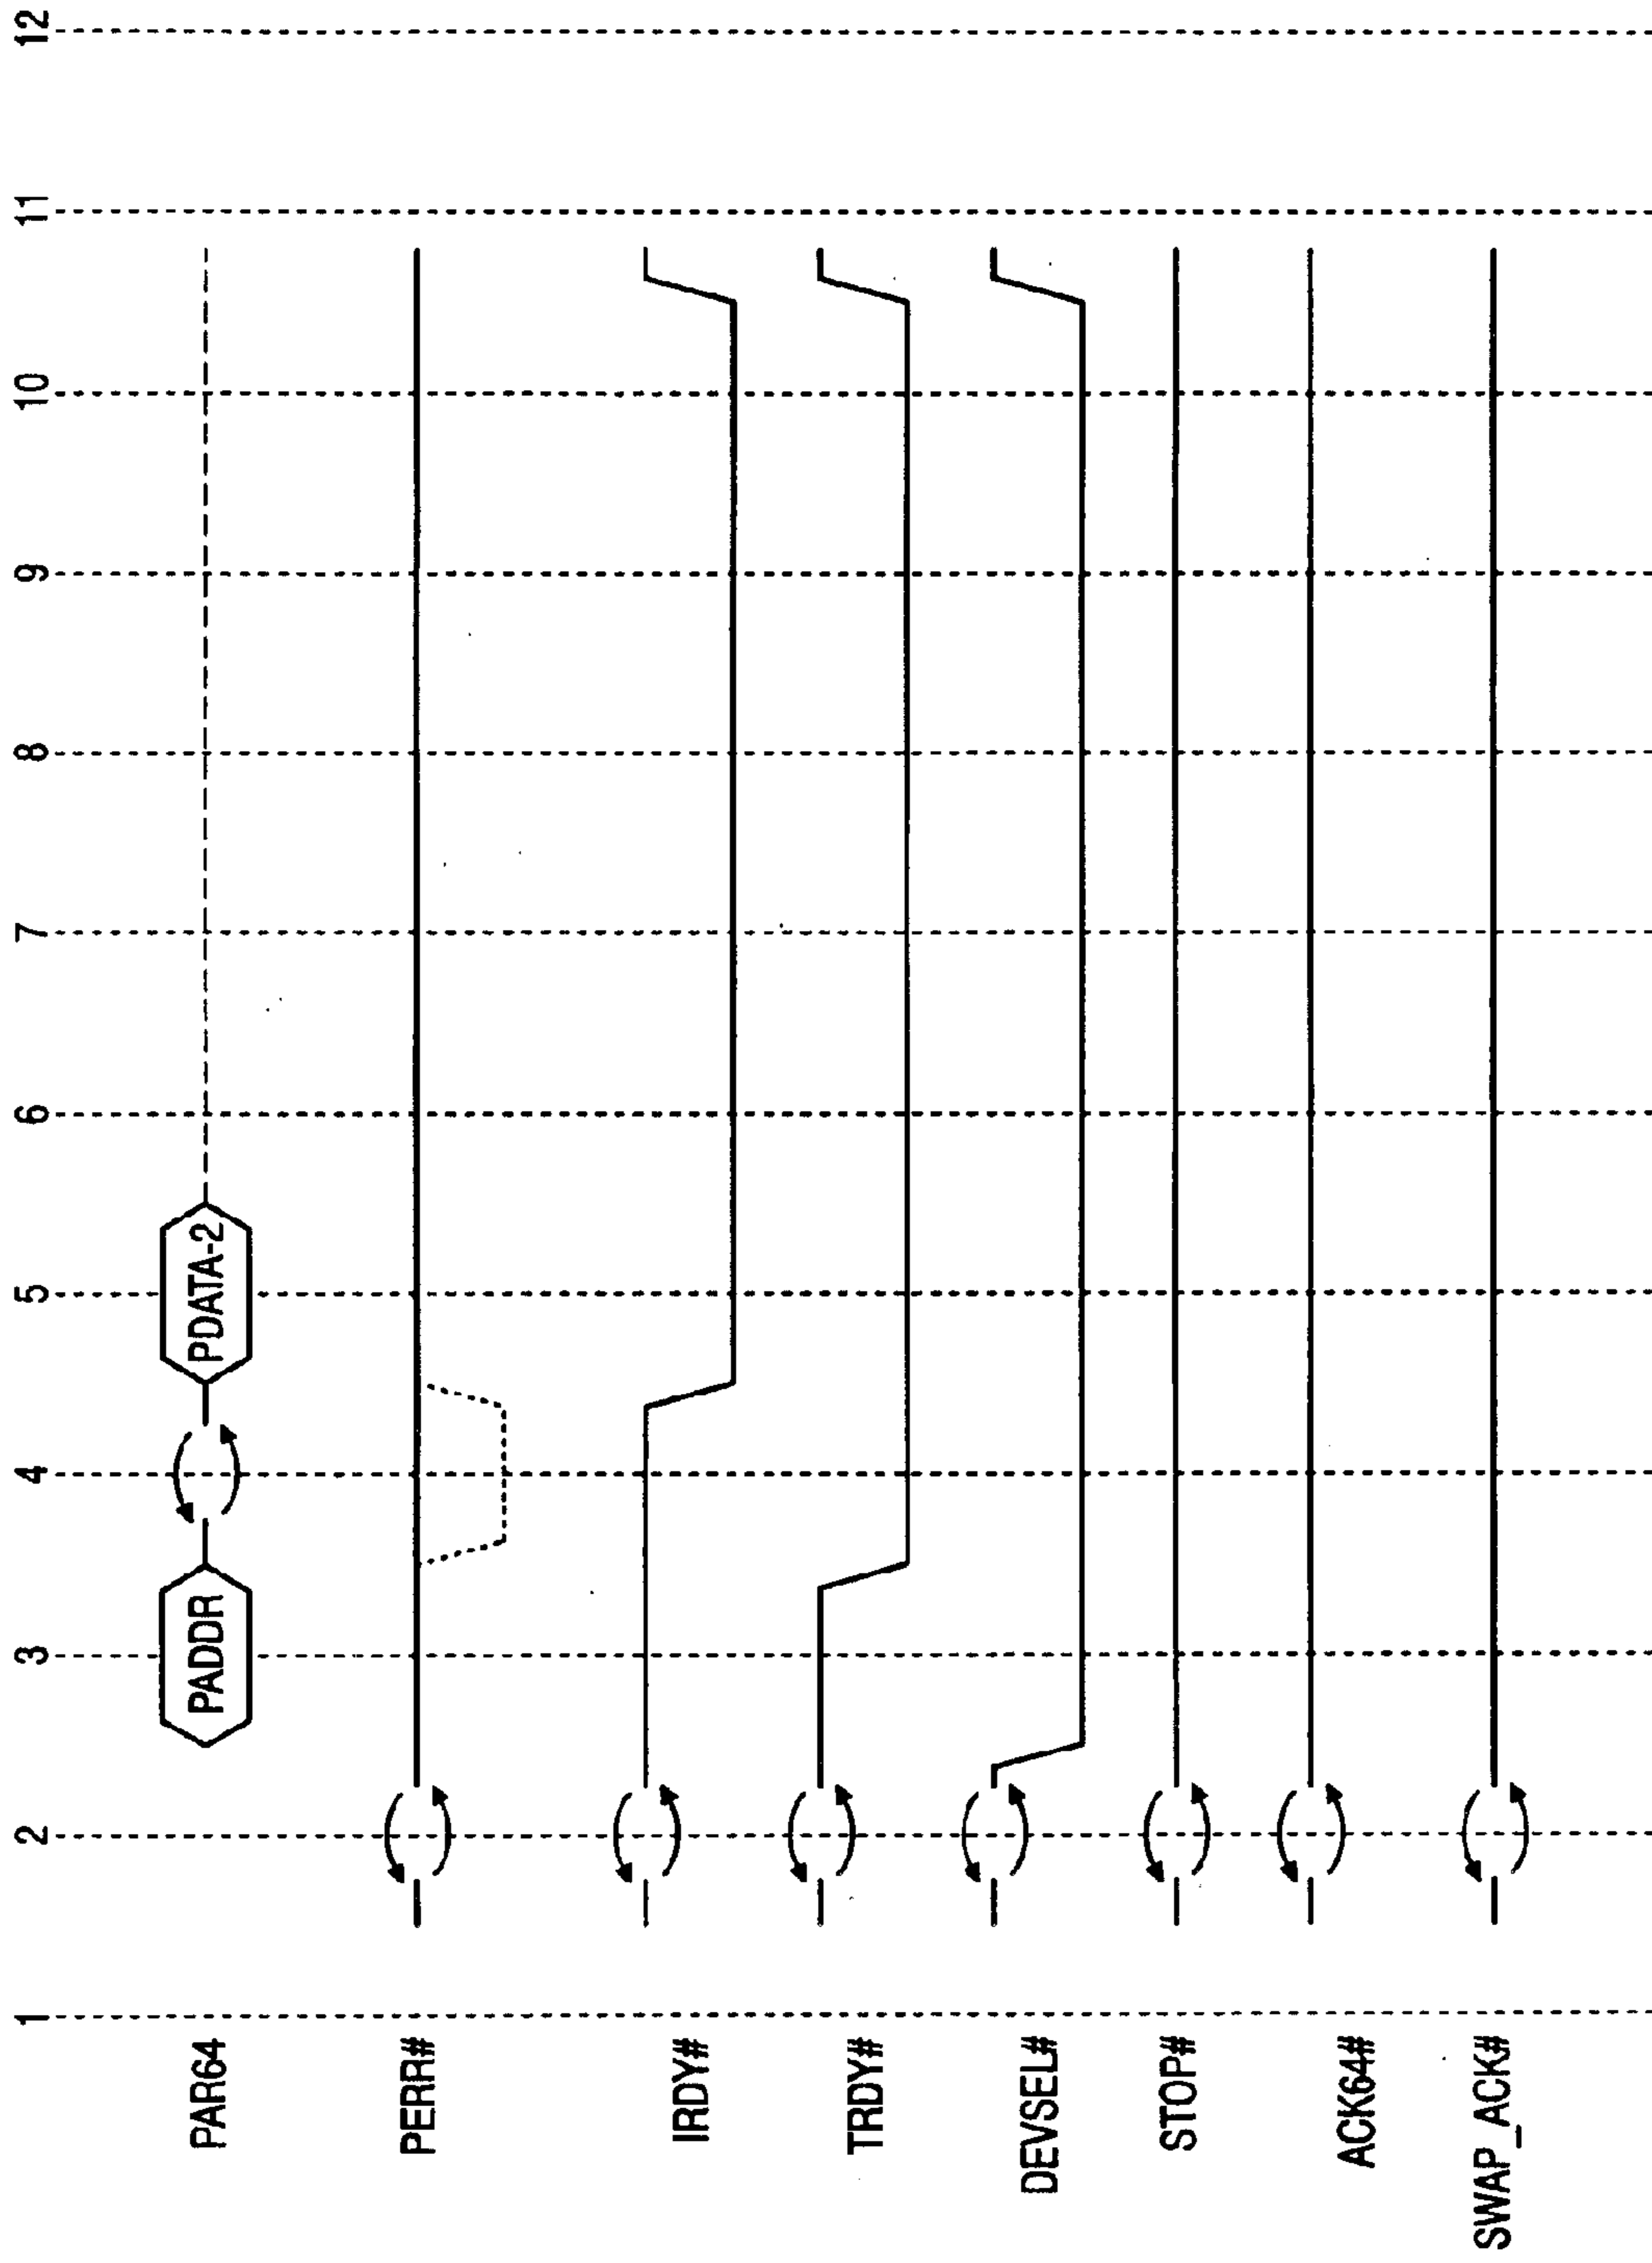 1 2 3 4 5 6 7 8 9 10 11 12
PAR64 PADDR PDATA-2
PERR#
IRDY#
TRDY#
DEVSEL#
STOP#
ACK64#
SWAP_ACK#